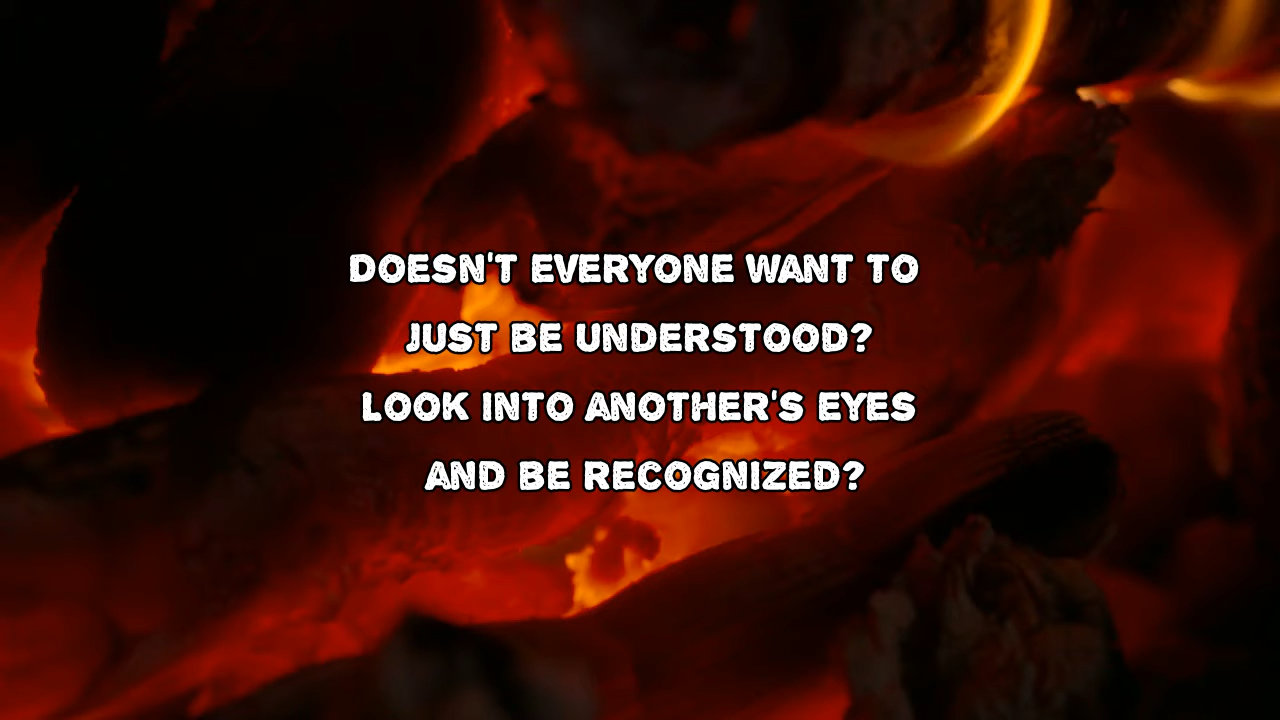 DOESN'T EVERYONE WANT TO
JUST BE UNDERSTOOD?
LOOK INTO ANOTHER'S EYES
AND BE RECOGNIZED?